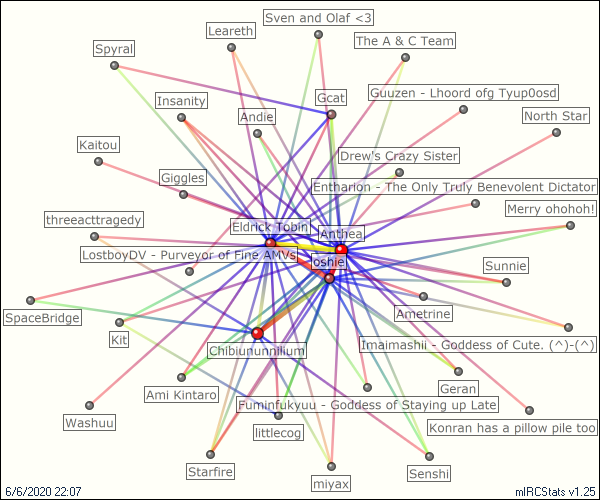 Sven and Olaf <3
Leareth
The A & C Team
Spyral
Guuzen - Lhoord ofg Tyup0osd
Insanity
Gcat
Andie
North Star
Kaitou
Drew's Crazy Sister
Giggles
Entharion - The Only Truly Benevolent Dictator
Merry ohohoh!
threeacttragedy
Eldrick Tobin
Anthea
LostboyDV - Purveyor of Fine AMVs
oshie
Sunnie
SpaceBridge
Ametrine
Kit
Chibiununnilium
Imaimashii - Goddess of Cute. (^)-(^)
Ami Kintaro
Geran
Fuminfukyuu - Goddess of Staying up Late
Washuu
littlecog
Konran has a pillow pile too
Starfire
miyax
Senshi
6/6/2020 22:07
mIRCStats v1.25